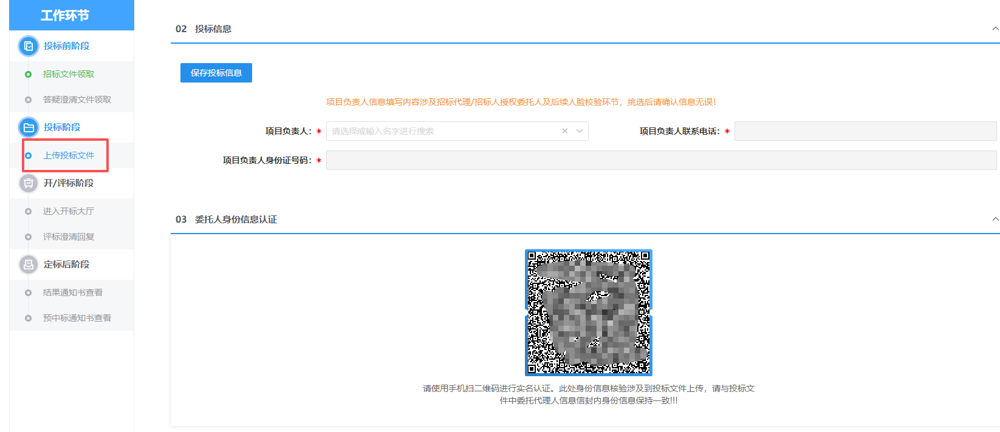 工作环节
投标前阶段
招标文件领取
答疑澄清文件领取
投标阶段
上传投标文件
开/评标阶段
进入开标大厅
评标澄清回复
定标后阶段
结果通知书查看
预中标通知书查看
02 投标信息
保存投标信息
项目负责人信息填写内容涉及招标代理/招标人授权委托人及后续人脸校验环节，挑选后请确认信息无误!
项目负责人：* 请选择或输入名字进行搜索
项目负责人联系电话：*
项目负责人身份证号码：*
03 委托人身份信息认证
请使用手机扫二维码进行实名认证。此处身份信息核验涉及到投标文件上传，请与投标文
件中委托代理人信息信封内身份信息保持一致!!!